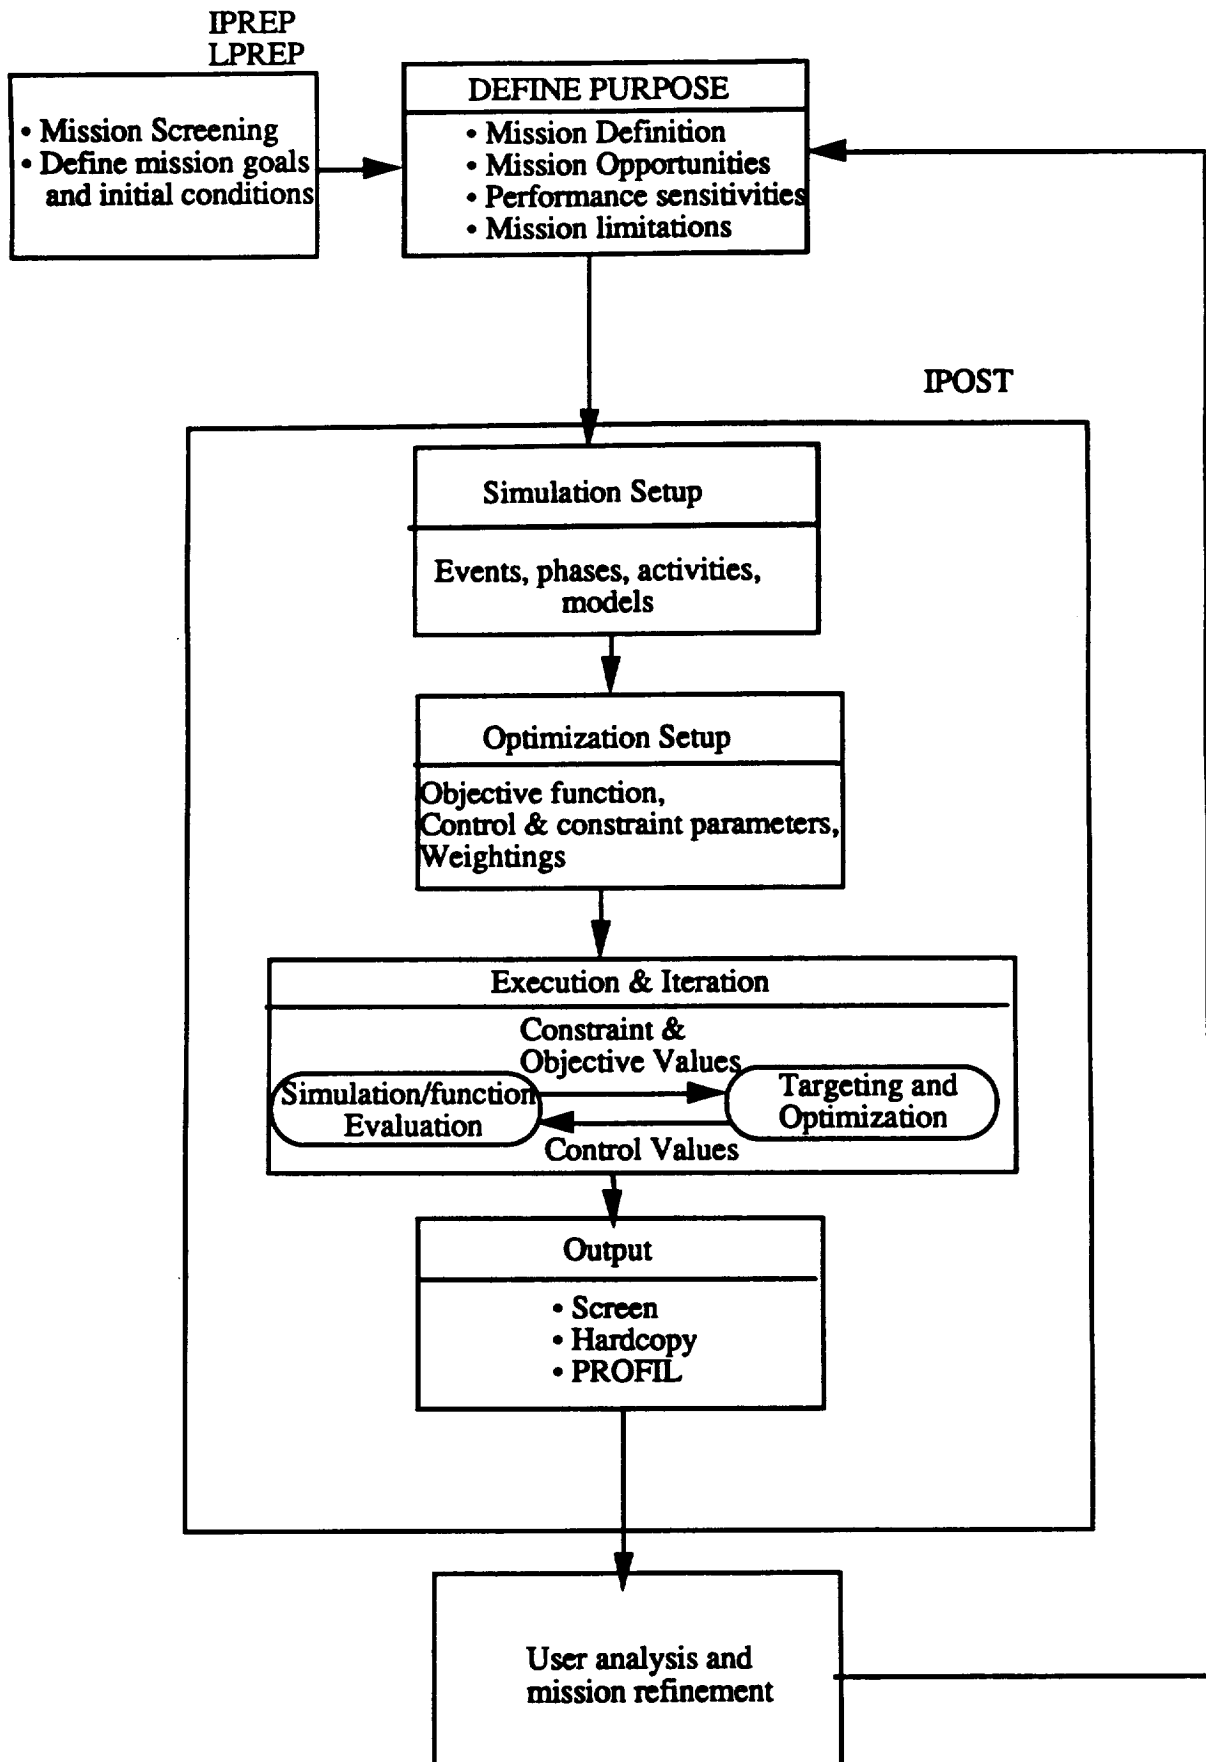 IPREP
LPREP
• Mission Screening
• Define mission goals
and initial conditions
DEFINE PURPOSE
• Mission Definition
• Mission Opportunities
• Performance sensitivities
• Mission limitations
IPOST
Simulation Setup
Events, phases, activities,
models
Optimization Setup
Objective function,
Control & constraint parameters,
Weightings
Execution & Iteration
Constraint &
Objective Values
Simulation/function
Evaluation
Targeting and
Optimization
Control Values
Output
• Screen
• Hardcopy
• PROFIL
User analysis and
mission refinement